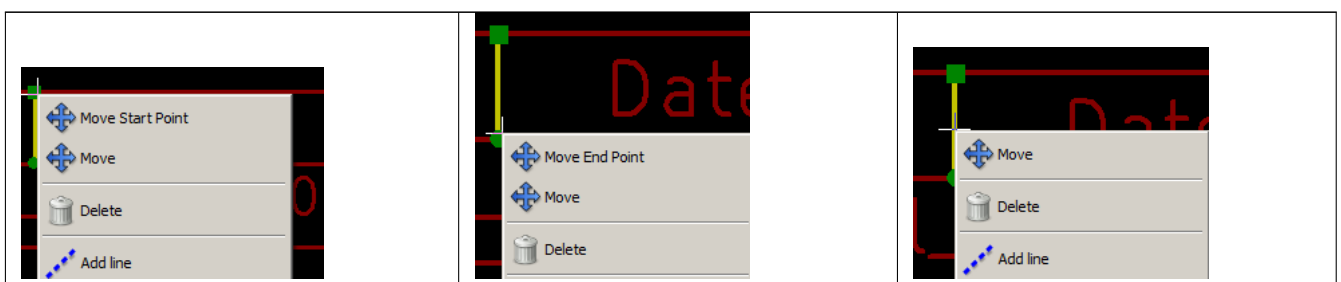 Move Start Point
Move
Delete
Add line
Date
Move End Point
Move
Delete
Move
Delete
Add line